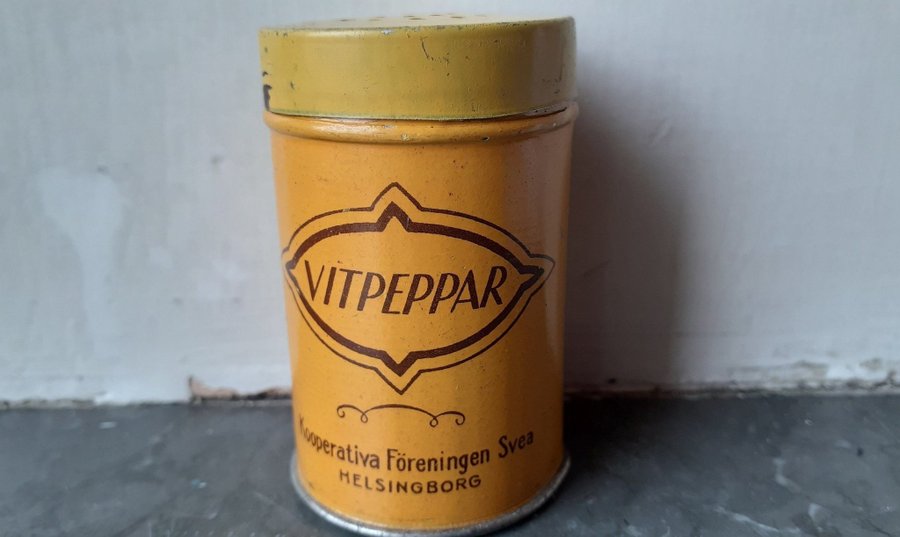 VITPEPPAR
Kooperativa Föreningen Svea
HELSINGBORG